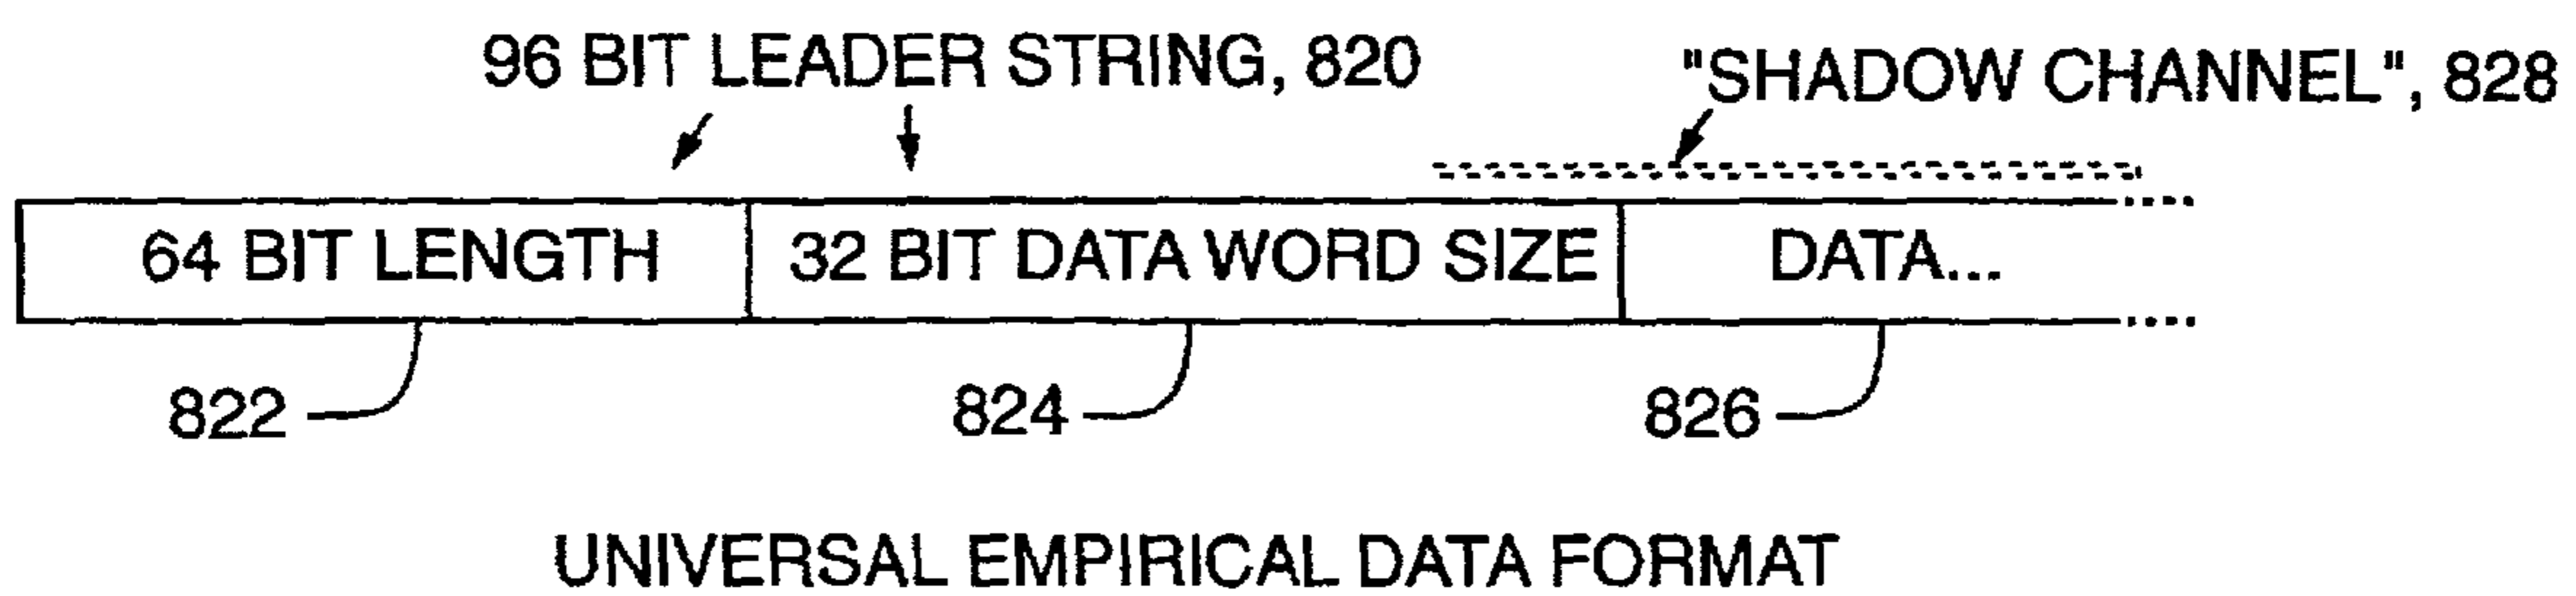 96 BIT LEADER STRING, 820
"SHADOW CHANNEL", 828
64 BIT LENGTH
32 BIT DATA WORD SIZE
DATA...
822
824
826
UNIVERSAL EMPIRICAL DATA FORMAT